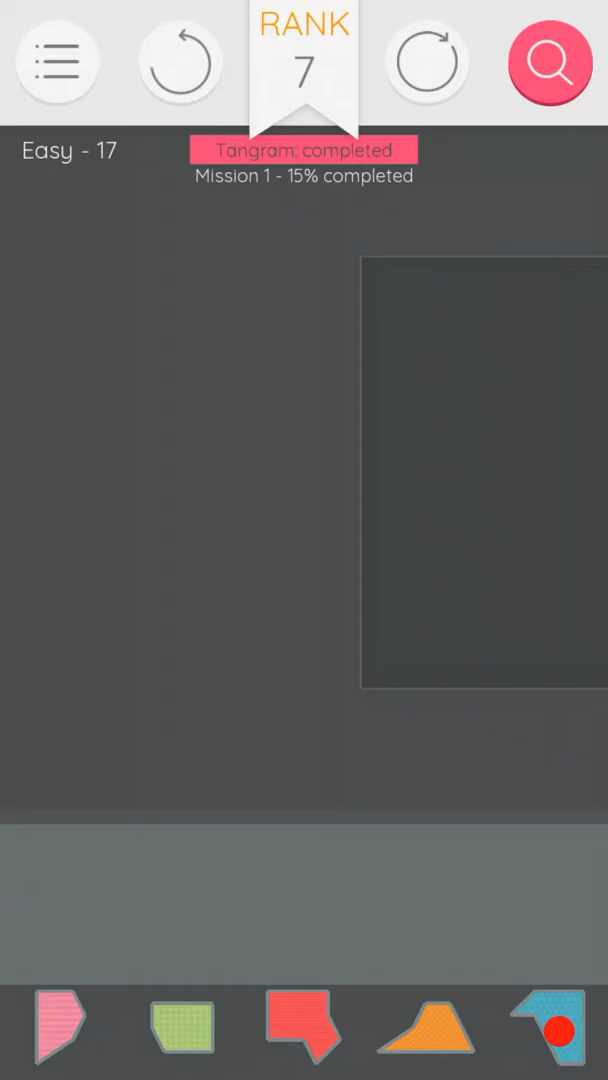 RANK
7
Easy - 17
Tangram: completed
Mission 1 - 15% completed